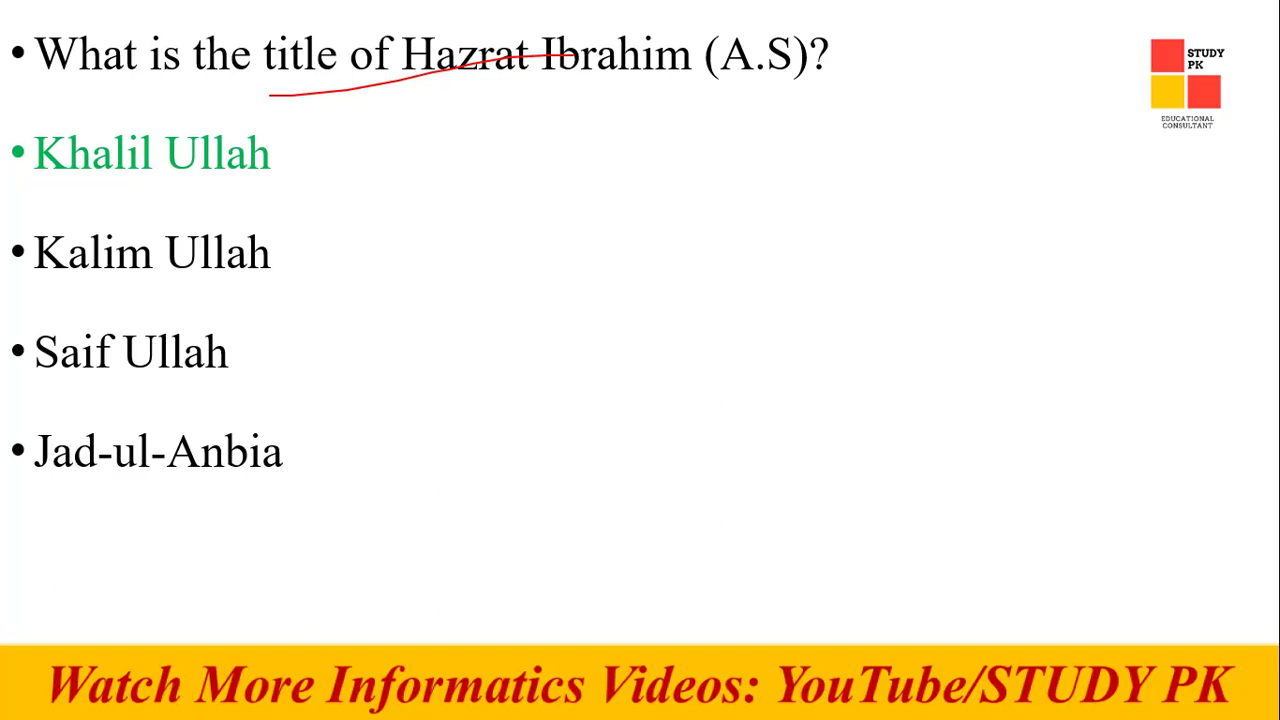 • What is the title of Hazrat Ibrahim (A.S)?
STUDY
PK
EDUCATIONAL
CONSULTANT
• Khalil Ullah
• Kalim Ullah
• Saif Ullah
• Jad-ul-Anbia
Watch More Informatics Videos: YouTube/STUDY PK